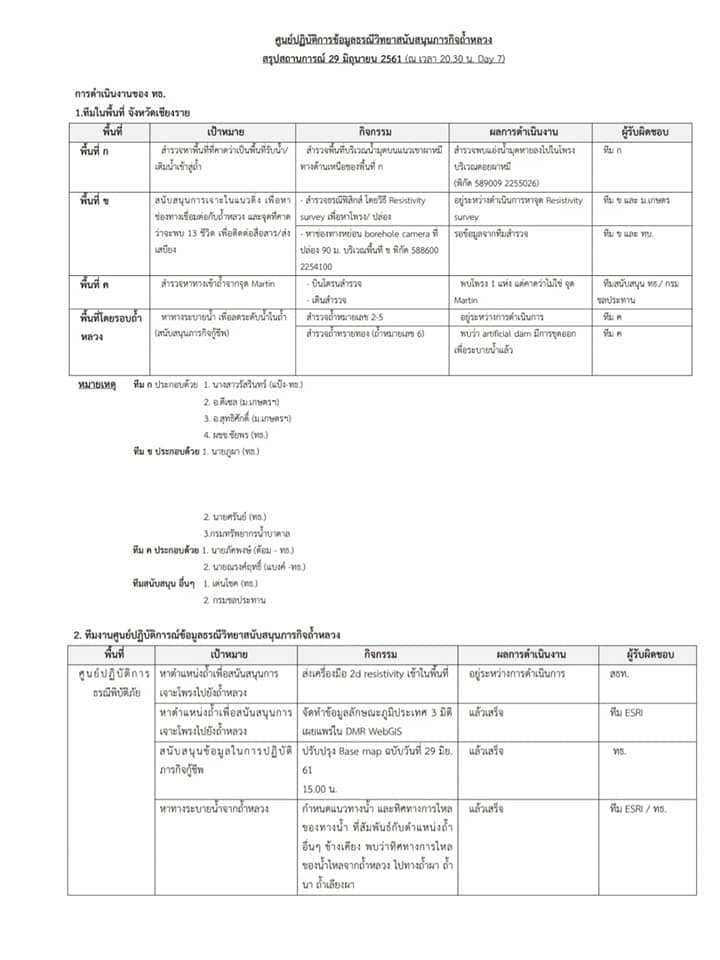 ศูนย์ปฏิบัติการข้อมูลธรณีวิทยาสนับสนุนภารกิจถ้ำหลวง
สรุปสถานการณ์ 29 มิถุนายน 2561 (ณ เวลา 20.30 น. Day 7)
การดำเนินงานของ ทธ.
1.ทีมในพื้นที่ จังหวัดเชียงราย
พื้นที่ เป้าหมาย กิจกรรม ผลการดำเนินงาน ผู้รับผิดชอบ
พื้นที่ ก
สำรวจหาพื้นที่ที่คาดว่าเป็นพื้นที่รับน้ำ/
เติมน้ำเข้าสู่ถ้ำ
สำรวจพื้นที่บริเวณน้ำมุดบนแนวเขาผาหมี
ทางด้านเหนือของพื้นที่ ก
สำรวจพบแอ่งน้ำมุดหายลงไปในโพรง
บริเวณดอยผาหมี
(พิกัด 589009 2255026)
ทีม ก
พื้นที่ ข
สนับสนุนการเจาะในแนวดิ่ง เพื่อหา
ช่องทางเชื่อมต่อกับถ้ำหลวง และจุดที่คาด
ว่าจะพบ 13 ชีวิต เพื่อติดต่อสื่อสาร/ส่ง
เสบียง
- สำรวจธรณีฟิสิกส์ โดยวิธี Resistivity
survey เพื่อหาโพรง/ ปล่อง
อยู่ระหว่างดำเนินการหาจุด Resistivity
survey
ทีม ข และ ม.เกษตร
- หาช่องทางหย่อน borehole camera ที่
ปล่อง 90 ม. บริเวณพื้นที่ ข พิกัด 588600
2254100
รอข้อมูลจากทีมสำรวจ
ทีม ข และ ทบ.
พื้นที่ ค
สำรวจหาทางเข้าถ้ำจากจุด Martin
- บินโดรนสำรวจ
- เดินสำรวจ
พบโพรง 1 แห่ง แต่คาดว่าไม่ใช่ จุด
Martin
ทีมสนับสนุน ทธ./ กรม
ชลประทาน
พื้นที่โดยรอบถ้ำ
หลวง
หาทางระบายน้ำ เพื่อลดระดับน้ำในถ้ำ
(สนับสนุนภารกิจกู้ชีพ)
สำรวจถ้ำหมายเลข 2-5
อยู่ระหว่างการดำเนินการ
ทีม ค
สำรวจถ้ำทรายทอง (ถ้ำหมายเลข 6)
พบว่า artificial dam มีการขุดออก
เพื่อระบายน้ำแล้ว
ทีม ค
หมายเหตุ ทีม ก ประกอบด้วย 1. นางสาวรัสรินทร์ (แป้ง-ทธ.)
2. อ.ดีเซล (ม.เกษตรฯ)
3. อ.สุทธิศักดิ์ (ม.เกษตรฯ)
4. ผชช.ชัยพร (ทธ.)
ทีม ข ประกอบด้วย 1. นายภูผา (ทธ.)
2. นายศรันย์ (ทธ.)
3.กรมทรัพยากรน้ำบาดาล
ทีม ค ประกอบด้วย 1. นายภัคพงษ์ (ต้อม - ทธ.)
2. นายณรงค์ฤทธิ์ (แบงค์ -ทธ.)
ทีมสนับสนุน อื่นๆ 1. เด่นโชค (ทธ.)
2. กรมชลประทาน
2. ทีมงานศูนย์ปฏิบัติการณ์ข้อมูลธรณีวิทยาสนับสนุนภารกิจถ้ำหลวง
พื้นที่ เป้าหมาย กิจกรรม ผลการดำเนินงาน ผู้รับผิดชอบ
ศูนย์ปฏิบัติการ
ธรณีพิบัติภัย
หาตำแหน่งถ้ำเพื่อสนันสนุนการ
เจาะโพรงไปยังถ้ำหลวง
ส่งเครื่องมือ 2d resistivity เข้าในพื้นที่
อยู่ระหว่างการดำเนินการ
สธท.
หาตำแหน่งถ้ำเพื่อสนันสนุนการ
เจาะโพรงไปยังถ้ำหลวง
จัดทำข้อมูลลักษณะภูมิประเทศ 3 มิติ
เผยแพร่ใน DMR WebGIS
แล้วเสร็จ
ทีม ESRI
สนับสนุนข้อมูลในการปฏิบัติ
ภารกิจกู้ชีพ
ปรับปรุง Base map ฉบับวันที่ 29 มิย.
61
15.00 น.
แล้วเสร็จ
ทธ.
หาทางระบายน้ำจากถ้ำหลวง
กำหนดแนวทางน้ำ และทิศทางการไหล
ของทางน้ำ ที่สัมพันธ์กับตำแหน่งถ้ำ
อื่นๆ ข้างเคียง พบว่าทิศทางการไหล
ของน้ำไหลจากถ้ำหลวง ไปทางถ้ำผา ถ้ำ
นา ถ้ำเลียงผา
แล้วเสร็จ
ทีม ESRI / ทธ.